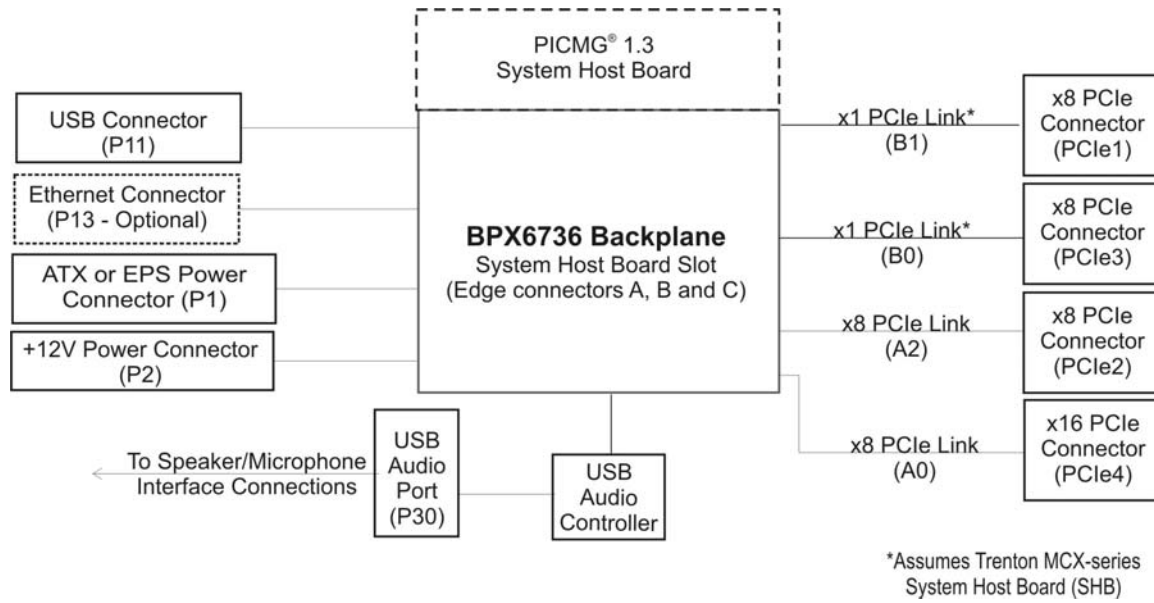 PICMG® 1.3
System Host Board
USB Connector
(P11)
Ethernet Connector
(P13 - Optional)
ATX or EPS Power
Connector (P1)
+12V Power Connector
(P2)
BPX6736 Backplane
System Host Board Slot
(Edge connectors A, B and C)
x1 PCIe Link*
(B1)
x8 PCIe
Connector
(PCIe1)
x1 PCIe Link*
(B0)
x8 PCIe
Connector
(PCIe3)
x8 PCIe Link
(A2)
x8 PCIe
Connector
(PCIe2)
x8 PCIe Link
(A0)
x16 PCIe
Connector
(PCIe4)
To Speaker/Microphone
Interface Connections
USB
Audio
Port
(P30)
USB
Audio
Controller
*Assumes Trenton MCX-series
System Host Board (SHB)